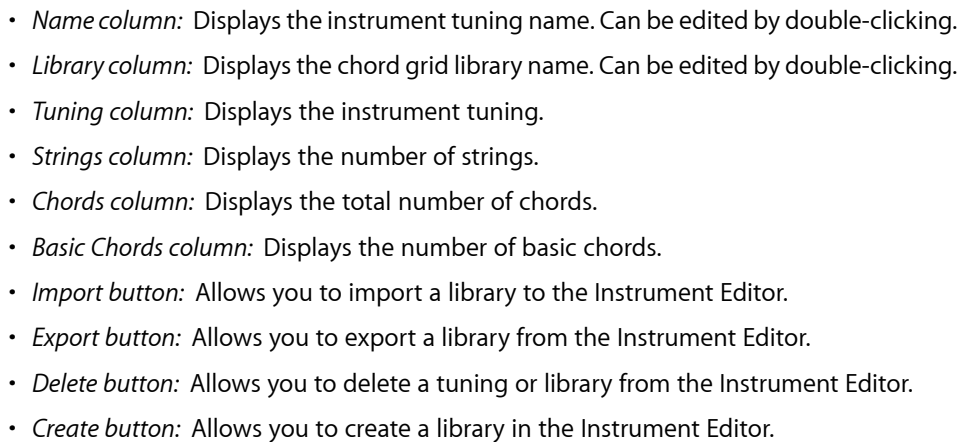 • Name column: Displays the instrument tuning name. Can be edited by double-clicking.
• Library column: Displays the chord grid library name. Can be edited by double-clicking.
• Tuning column: Displays the instrument tuning.
• Strings column: Displays the number of strings.
• Chords column: Displays the total number of chords.
• Basic Chords column: Displays the number of basic chords.
• Import button: Allows you to import a library to the Instrument Editor.
• Export button: Allows you to export a library from the Instrument Editor.
• Delete button: Allows you to delete a tuning or library from the Instrument Editor.
• Create button: Allows you to create a library in the Instrument Editor.